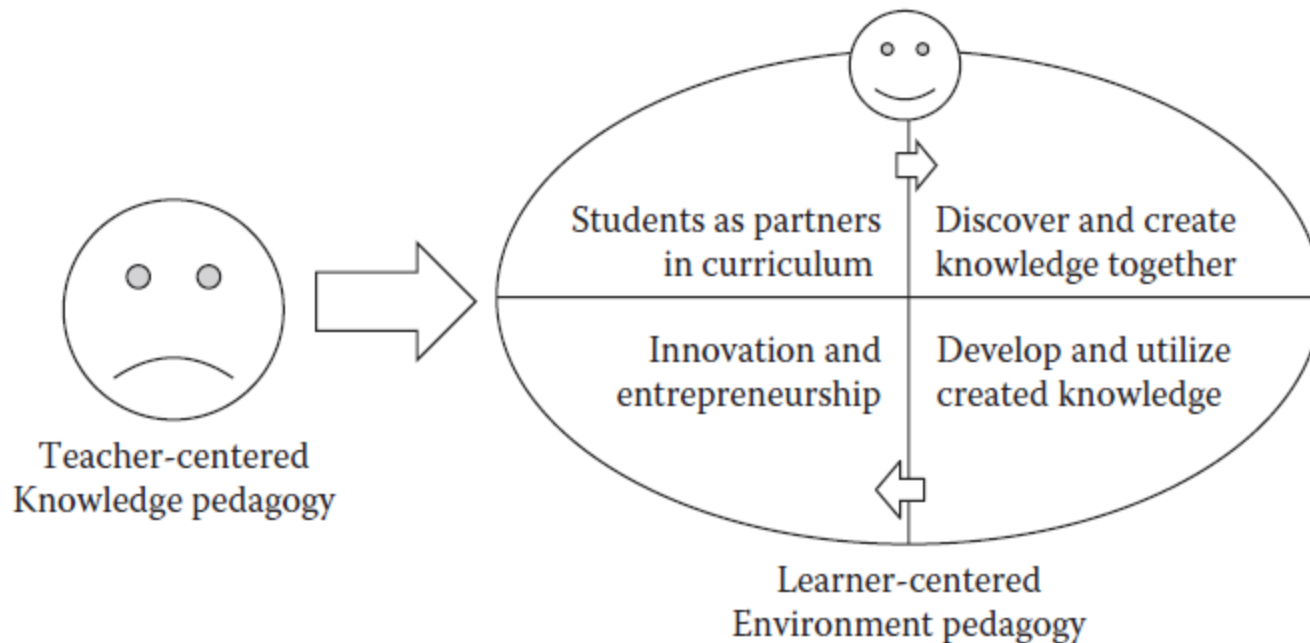 Teacher-centered
Knowledge pedagogy
Students as partners
in curriculum
Discover and create
knowledge together
Innovation and
entrepreneurship
Develop and utilize
created knowledge
Learner-centered
Environment pedagogy